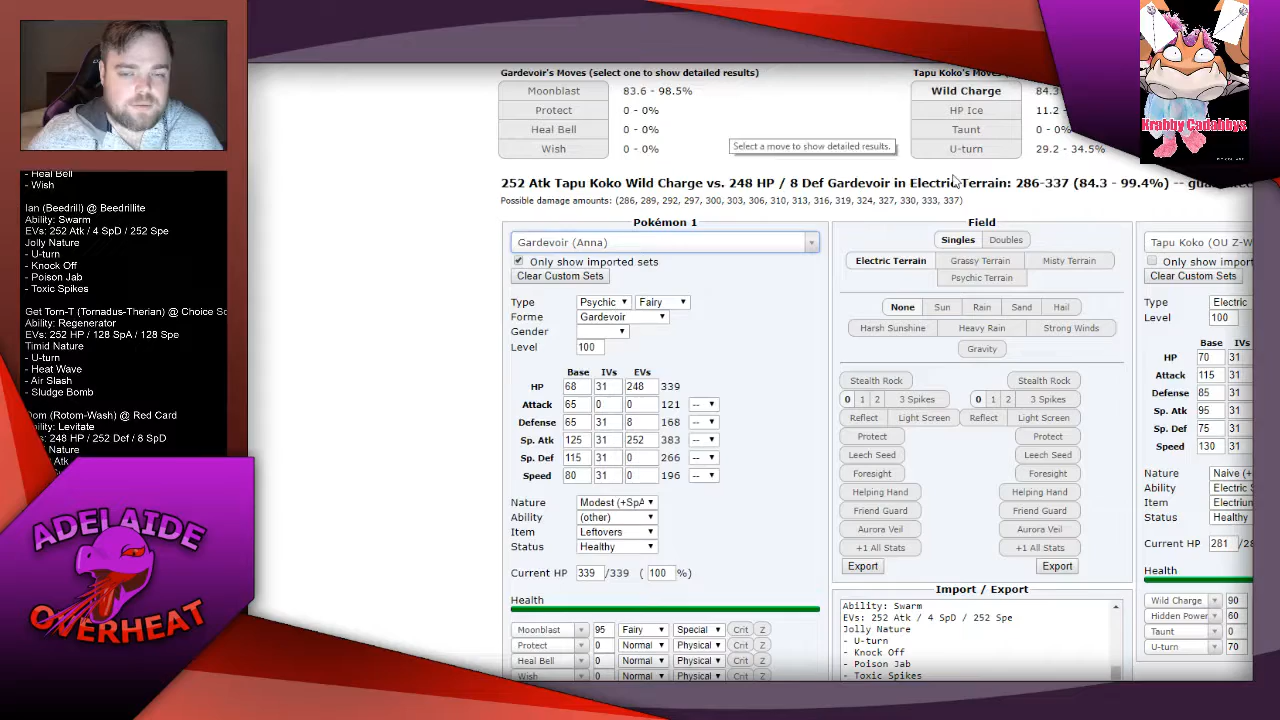 - Heal Bell
- Wish
Ian (Beedrill) @ Beedrillite
Ability: Swarm
EVs: 252 Atk / 4 SpD / 252 Spe
Jolly Nature
- U-turn
- Knock Off
- Poison Jab
- Toxic Spikes
Get Torn-T (Tornadus-Therian) @ Choice Sc
Ability: Regenerator
EVs: 252 HP / 128 SpA / 128 Spe
Timid Nature
- U-turn
- Heat Wave
- Air Slash
- Sludge Bomb
Dom (Rotom-Wash) @ Red Card
ility: Levitate
s: 248 HP / 252 Def / 8 SpD
Nature
Atk
ADELAIDE
OVERHEAT
Krabby Cadabbys
Gardevoir's Moves (select one to show detailed results)
Moonblast 83.6 - 98.5%
Protect 0 - 0%
Heal Bell 0 - 0%
Wish 0 - 0%
Select a move to show detailed results.
Tapu Koko's Moves
Wild Charge 84.3
HP Ice 11.2
Taunt 0 - 0%
U-turn 29.2 - 34.5%
252 Atk Tapu Koko Wild Charge vs. 248 HP / 8 Def Gardevoir in Electric Terrain: 286-337 (84.3 - 99.4%) --
Possible damage amounts: (286, 289, 292, 297, 300, 303, 306, 310, 313, 316, 319, 324, 327, 330, 333, 337)
Pokémon 1
Gardevoir (Anna)
Only show imported sets
Clear Custom Sets
Type Psychic Fairy
Forme Gardevoir
Gender
Level 100
Base IVs EVs
HP 68 31 248 339
Attack 65 0 0 121 --
Defense 65 31 8 168 --
Sp. Atk 125 31 252 383 --
Sp. Def 115 31 0 266 --
Speed 80 31 0 196 --
Nature Modest (+SpA
Ability (other)
Item Leftovers
Status Healthy
Current HP 339 /339 ( 100 %)
Health
Moonblast 95 Fairy Special Crit Z
Protect 0 Normal Physical Crit Z
Heal Bell 0 Normal Physical Crit Z
Wish 0 Normal Physical Crit Z
Field
Singles Doubles
Electric Terrain Grassy Terrain Misty Terrain
Psychic Terrain
None Sun Rain Sand Hail
Harsh Sunshine Heavy Rain Strong Winds
Gravity
Stealth Rock Stealth Rock
0 1 2 3 Spikes 0 1 2 3 Spikes
Reflect Light Screen Reflect Light Screen
Protect Protect
Leech Seed Leech Seed
Foresight Foresight
Helping Hand Helping Hand
Friend Guard Friend Guard
Aurora Veil Aurora Veil
+1 All Stats +1 All Stats
Export Export
Import / Export
Ability: Swarm
EVs: 252 Atk / 4 SpD / 252 Spe
Jolly Nature
- U-turn
- Knock Off
- Poison Jab
- Toxic Spikes
Tapu Koko (OU Z-W
Only show import
Clear Custom Sets
Type Electric
Level 100
Base IVs
HP 70 31
Attack 115 31
Defense 85 31
Sp. Atk 95 31
Sp. Def 75 31
Speed 130 31
Nature Naive (+
Ability Electric S
Item Electrium
Status Healthy
Current HP 281 /28
Health
Wild Charge 90
Hidden Power 60
Taunt 0
U-turn 70